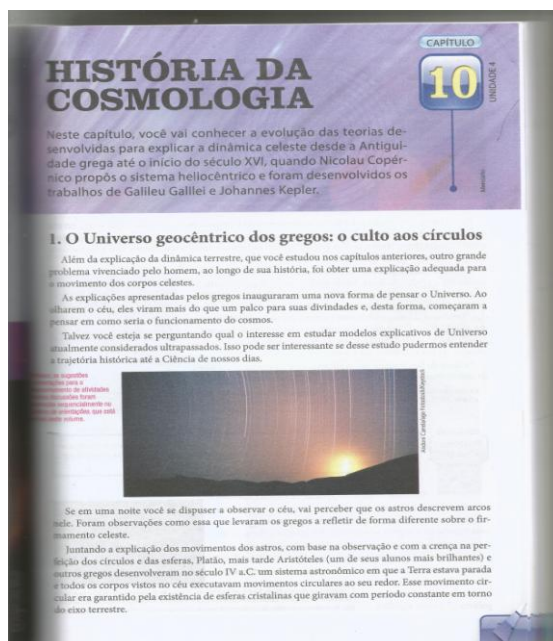 CAPÍTULO
10
UNIDADE 4
HISTÓRIA DA
COSMOLOGIA
Neste capítulo, você vai conhecer a evolução das teorias de-
senvolvidas para explicar a dinâmica celeste desde a Antigui-
dade grega até o início do século XVI, quando Nicolau Copér-
nico propôs o sistema heliocêntrico e foram desenvolvidos os
trabalhos de Galileu Galilei e Johannes Kepler.
1. O Universo geocêntrico dos gregos: o culto aos círculos
Além da explicação da dinâmica terrestre, que você estudou nos capítulos anteriores, outro grande
problema vivenciado pelo homem, ao longo de sua história, foi obter uma explicação adequada para
o movimento dos corpos celestes.
As explicações apresentadas pelos gregos inauguraram uma nova forma de pensar o Universo. Ao
olharem o céu, eles viram mais do que um palco para suas divindades e, desta forma, começaram a
pensar em como seria o funcionamento do cosmos.
Talvez você esteja se perguntando qual o interesse em estudar modelos explicativos de Universo
atualmente considerados ultrapassados. Isso pode ser interessante se desse estudo pudermos entender
a trajetória histórica até a Ciência de nossos dias.
sugestões
para o
de atividades
foram
sequencialmente no
de orientações, que está
volume.
Se em uma noite você se dispuser a observar o céu, vai perceber que os astros descrevem arcos
nele. Foram observações como essa que levaram os gregos a refletir de forma diferente sobre o fir-
mamento celeste.
Juntando a explicação dos movimentos dos astros, com base na observação e com a crença na per-
feição dos círculos e das esferas, Platão, mais tarde Aristóteles (um de seus alunos mais brilhantes) e
outros gregos desenvolveram no século IV a.C. um sistema astronômico em que a Terra estava parada
e todos os corpos vistos no céu executavam movimentos circulares ao seu redor. Esse movimento cir-
cular era garantido pela existência de esferas cristalinas que giravam com período constante em torno
do eixo terrestre.